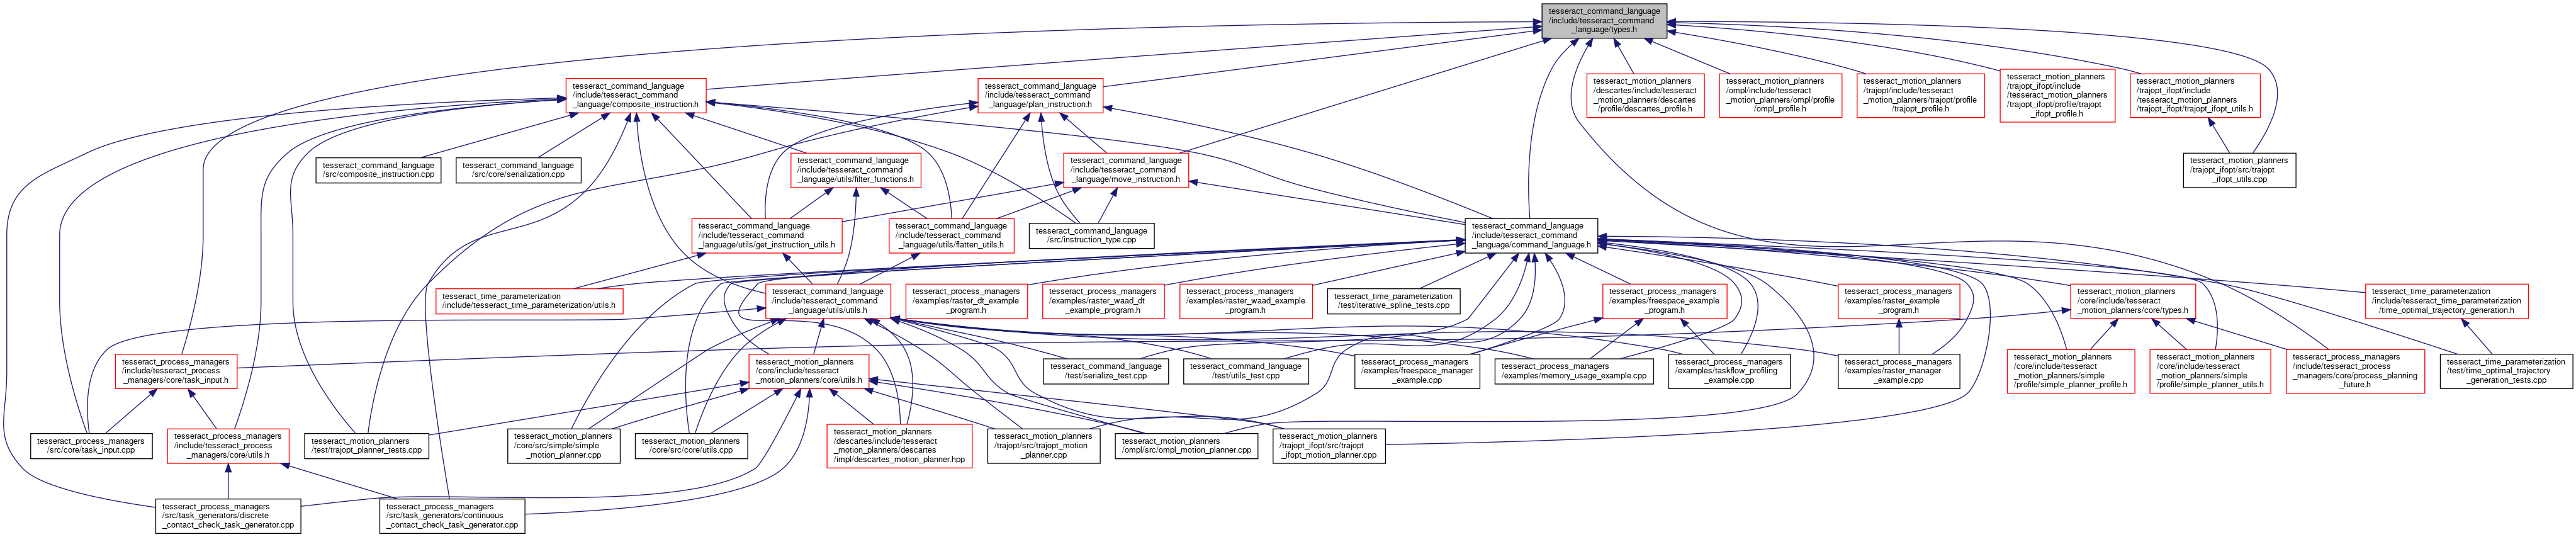 tesseract_command_language
/include/tesseract_command
_language/types.h
tesseract_command_language
/include/tesseract_command
_language/composite_instruction.h
tesseract_command_language
/include/tesseract_command
_language/plan_instruction.h
tesseract_motion_planners
/descartes/include/tesseract
_motion_planners/descartes
/profile/descartes_profile.h
tesseract_motion_planners
/ompl/include/tesseract
_motion_planners/ompl/profile
/ompl_profile.h
tesseract_motion_planners
/trajopt/include/tesseract
_motion_planners/trajopt/profile
/trajopt_profile.h
tesseract_motion_planners
/trajopt_ifopt/include
/tesseract_motion_planners
/trajopt_ifopt/profile/trajopt
_ifopt_profile.h
tesseract_motion_planners
/trajopt_ifopt/include
/tesseract_motion_planners
/trajopt_ifopt/trajopt_ifopt_utils.h
tesseract_command_language
/src/composite_instruction.cpp
tesseract_command_language
/src/core/serialization.cpp
tesseract_command_language
/include/tesseract_command
_language/utils/filter_functions.h
tesseract_command_language
/include/tesseract_command
_language/move_instruction.h
tesseract_motion_planners
/trajopt_ifopt/src/trajopt
_ifopt_utils.cpp
tesseract_command_language
/include/tesseract_command
_language/utils/get_instruction_utils.h
tesseract_command_language
/include/tesseract_command
_language/utils/flatten_utils.h
tesseract_command_language
/src/instruction_type.cpp
tesseract_command_language
/include/tesseract_command
_language/command_language.h
tesseract_time_parameterization
/include/tesseract_time_parameterization/utils.h
tesseract_command_language
/include/tesseract_command
_language/utils/utils.h
tesseract_process_managers
/examples/raster_dt_example
_program.h
tesseract_process_managers
/examples/raster_waad_dt
_example_program.h
tesseract_process_managers
/examples/raster_waad_example
_program.h
tesseract_time_parameterization
/test/iterative_spline_tests.cpp
tesseract_process_managers
/examples/freespace_example
_program.h
tesseract_process_managers
/examples/raster_example
_program.h
tesseract_motion_planners
/core/include/tesseract
_motion_planners/core/types.h
tesseract_time_parameterization
/include/tesseract_time_parameterization
/time_optimal_trajectory_generation.h
tesseract_process_managers
/include/tesseract_process
_managers/core/task_input.h
tesseract_motion_planners
/core/include/tesseract
_motion_planners/core/utils.h
tesseract_command_language
/test/serialize_test.cpp
tesseract_command_language
/test/utils_test.cpp
tesseract_process_managers
/examples/freespace_manager
_example.cpp
tesseract_process_managers
/examples/memory_usage_example.cpp
tesseract_process_managers
/examples/taskflow_profiling
_example.cpp
tesseract_process_managers
/examples/raster_manager
_example.cpp
tesseract_motion_planners
/core/include/tesseract
_motion_planners/simple
/profile/simple_planner_profile.h
tesseract_motion_planners
/core/include/tesseract
_motion_planners/simple
/profile/simple_planner_utils.h
tesseract_process_managers
/include/tesseract_process
_managers/core/process_planning
_future.h
tesseract_time_parameterization
/test/time_optimal_trajectory
_generation_tests.cpp
tesseract_process_managers
/src/core/task_input.cpp
tesseract_process_managers
/include/tesseract_process
_managers/core/utils.h
tesseract_motion_planners
/test/trajopt_planner_tests.cpp
tesseract_motion_planners
/core/src/simple/simple
_motion_planner.cpp
tesseract_motion_planners
/core/src/core/utils.cpp
tesseract_motion_planners
/descartes/include/tesseract
_motion_planners/descartes
/impl/descartes_motion_planner.hpp
tesseract_motion_planners
/trajopt/src/trajopt_motion
_planner.cpp
tesseract_motion_planners
/ompl/src/ompl_motion_planner.cpp
tesseract_motion_planners
/trajopt_ifopt/src/trajopt
_ifopt_motion_planner.cpp
tesseract_process_managers
/src/task_generators/discrete
_contact_check_task_generator.cpp
tesseract_process_managers
/src/task_generators/continuous
_contact_check_task_generator.cpp